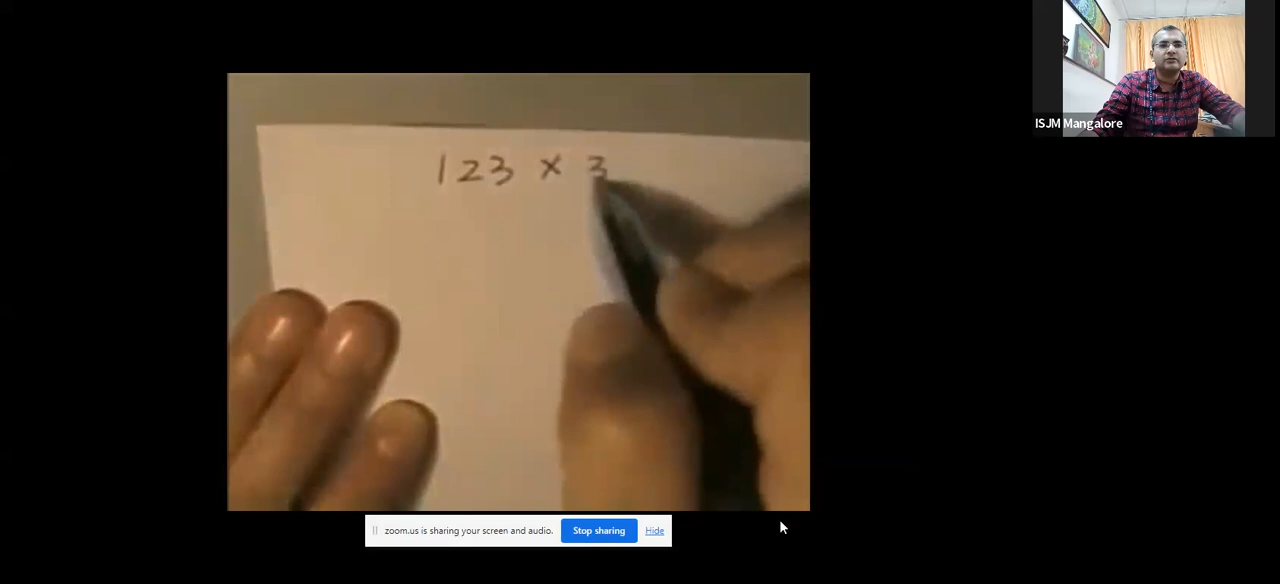 ISJM Mangalore
123 × 3
zoom.us is sharing your screen and audio. Stop sharing Hide